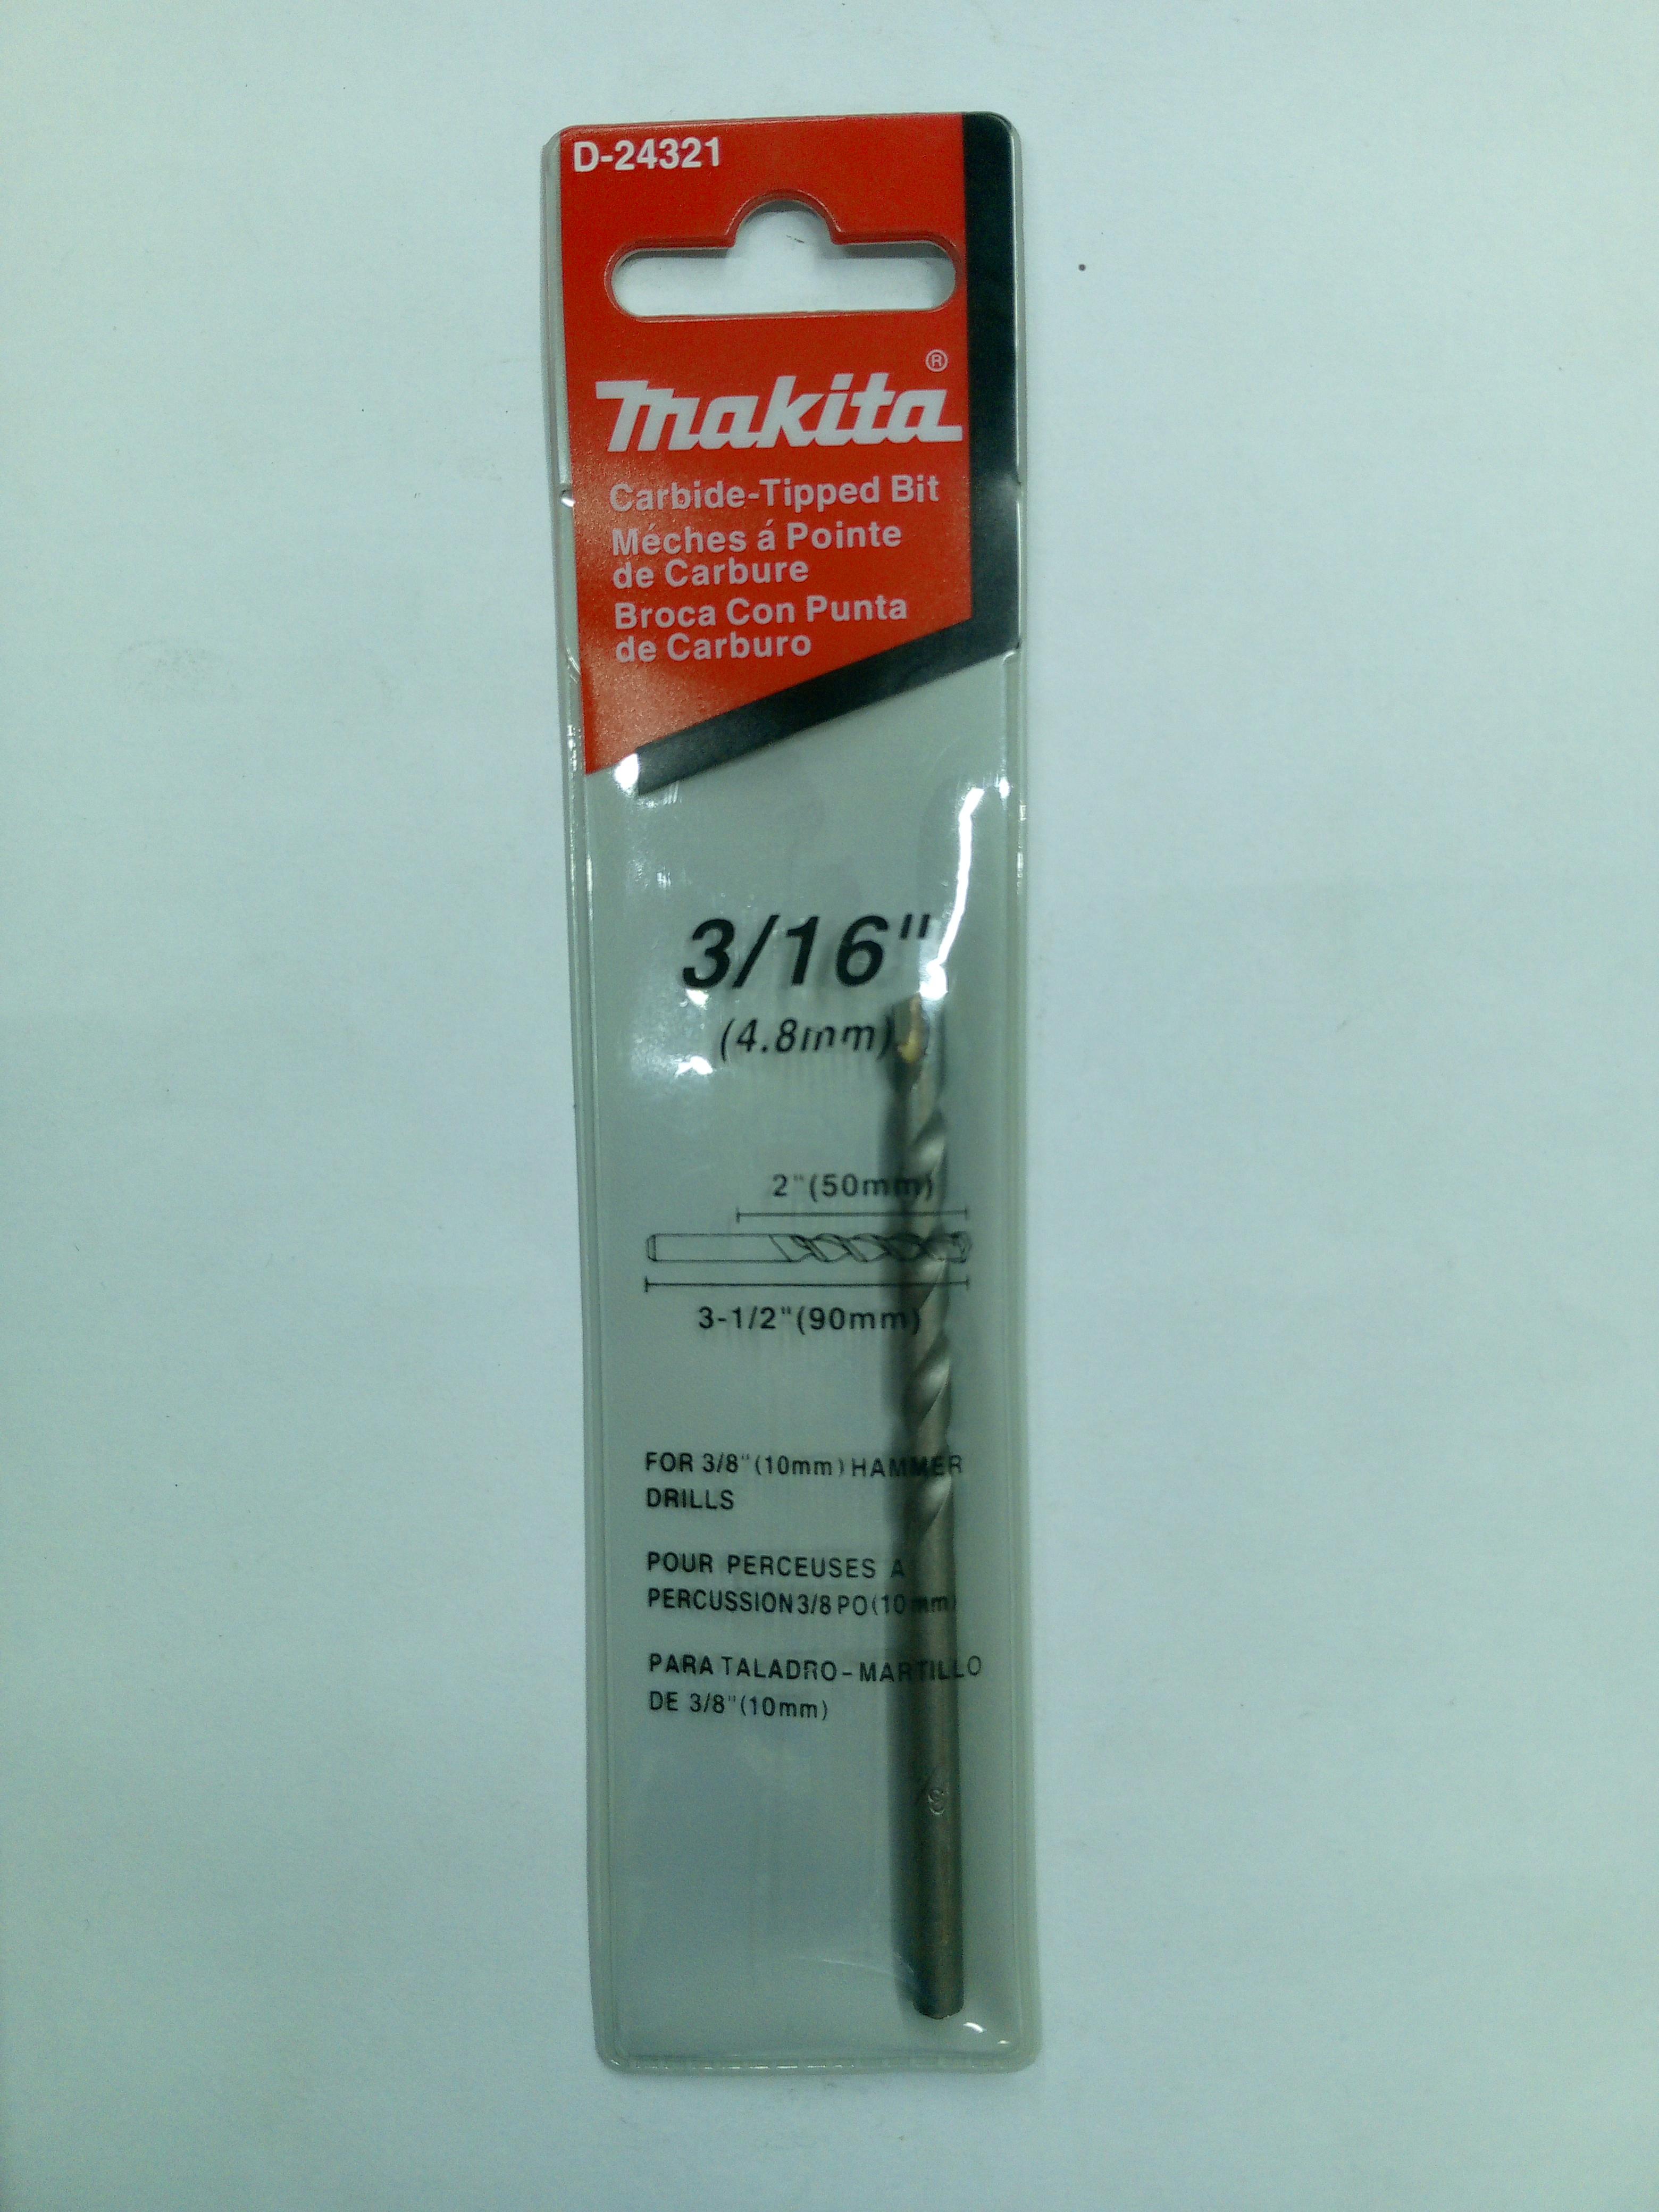 D-24321
makita®
Carbide-Tipped Bit
Méches á Pointe
de Carbure
Broca Con Punta
de Carburo
3/16"
(4.8mm)
2"(50mm)
3-1/2"(90mm)
FOR 3/8"(10mm) HAMMER
DRILLS
POUR PERCEUSES A
PERCUSSION 3/8 PO (10mm)
PARA TALADRO-MARTILLO
DE 3/8"(10mm)